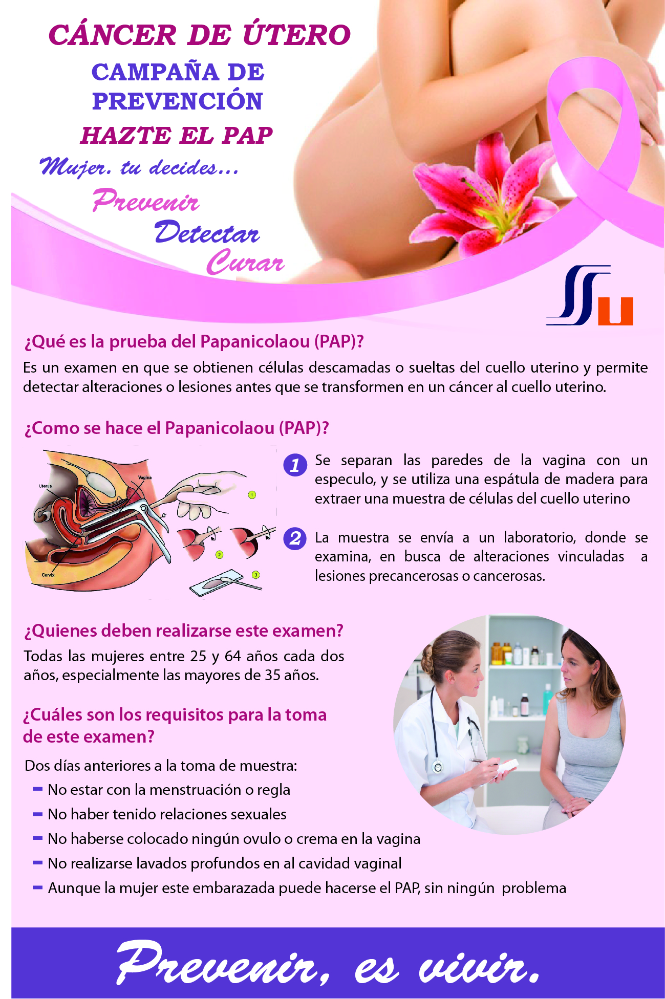 CÁNCER DE ÚTERO
CAMPAÑA DE
PREVENCIÓN
HAZTE EL PAP
Mujer. tu decides...
Prevenir
Detectar
Curar
SSU
¿Qué es la prueba del Papanicolaou (PAP)?
Es un examen en que se obtienen células descamadas o sueltas del cuello uterino y permite
detectar alteraciones o lesiones antes que se transformen en un cáncer al cuello uterino.
¿Como se hace el Papanicolaou (PAP)?
Uterus
Vagina
Cervix
1
2
3
1 Se separan las paredes de la vagina con un
especulo, y se utiliza una espátula de madera para
extraer una muestra de células del cuello uterino
2 La muestra se envía a un laboratorio, donde se
examina, en busca de alteraciones vinculadas a
lesiones precancerosas o cancerosas.
¿Quienes deben realizarse este examen?
Todas las mujeres entre 25 y 64 años cada dos
años, especialmente las mayores de 35 años.
¿Cuáles son los requisitos para la toma
de este examen?
Dos días anteriores a la toma de muestra:
- No estar con la menstruación o regla
- No haber tenido relaciones sexuales
- No haberse colocado ningún ovulo o crema en la vagina
- No realizarse lavados profundos en al cavidad vaginal
- Aunque la mujer este embarazada puede hacerse el PAP, sin ningún problema
Prevenir, es vivir.